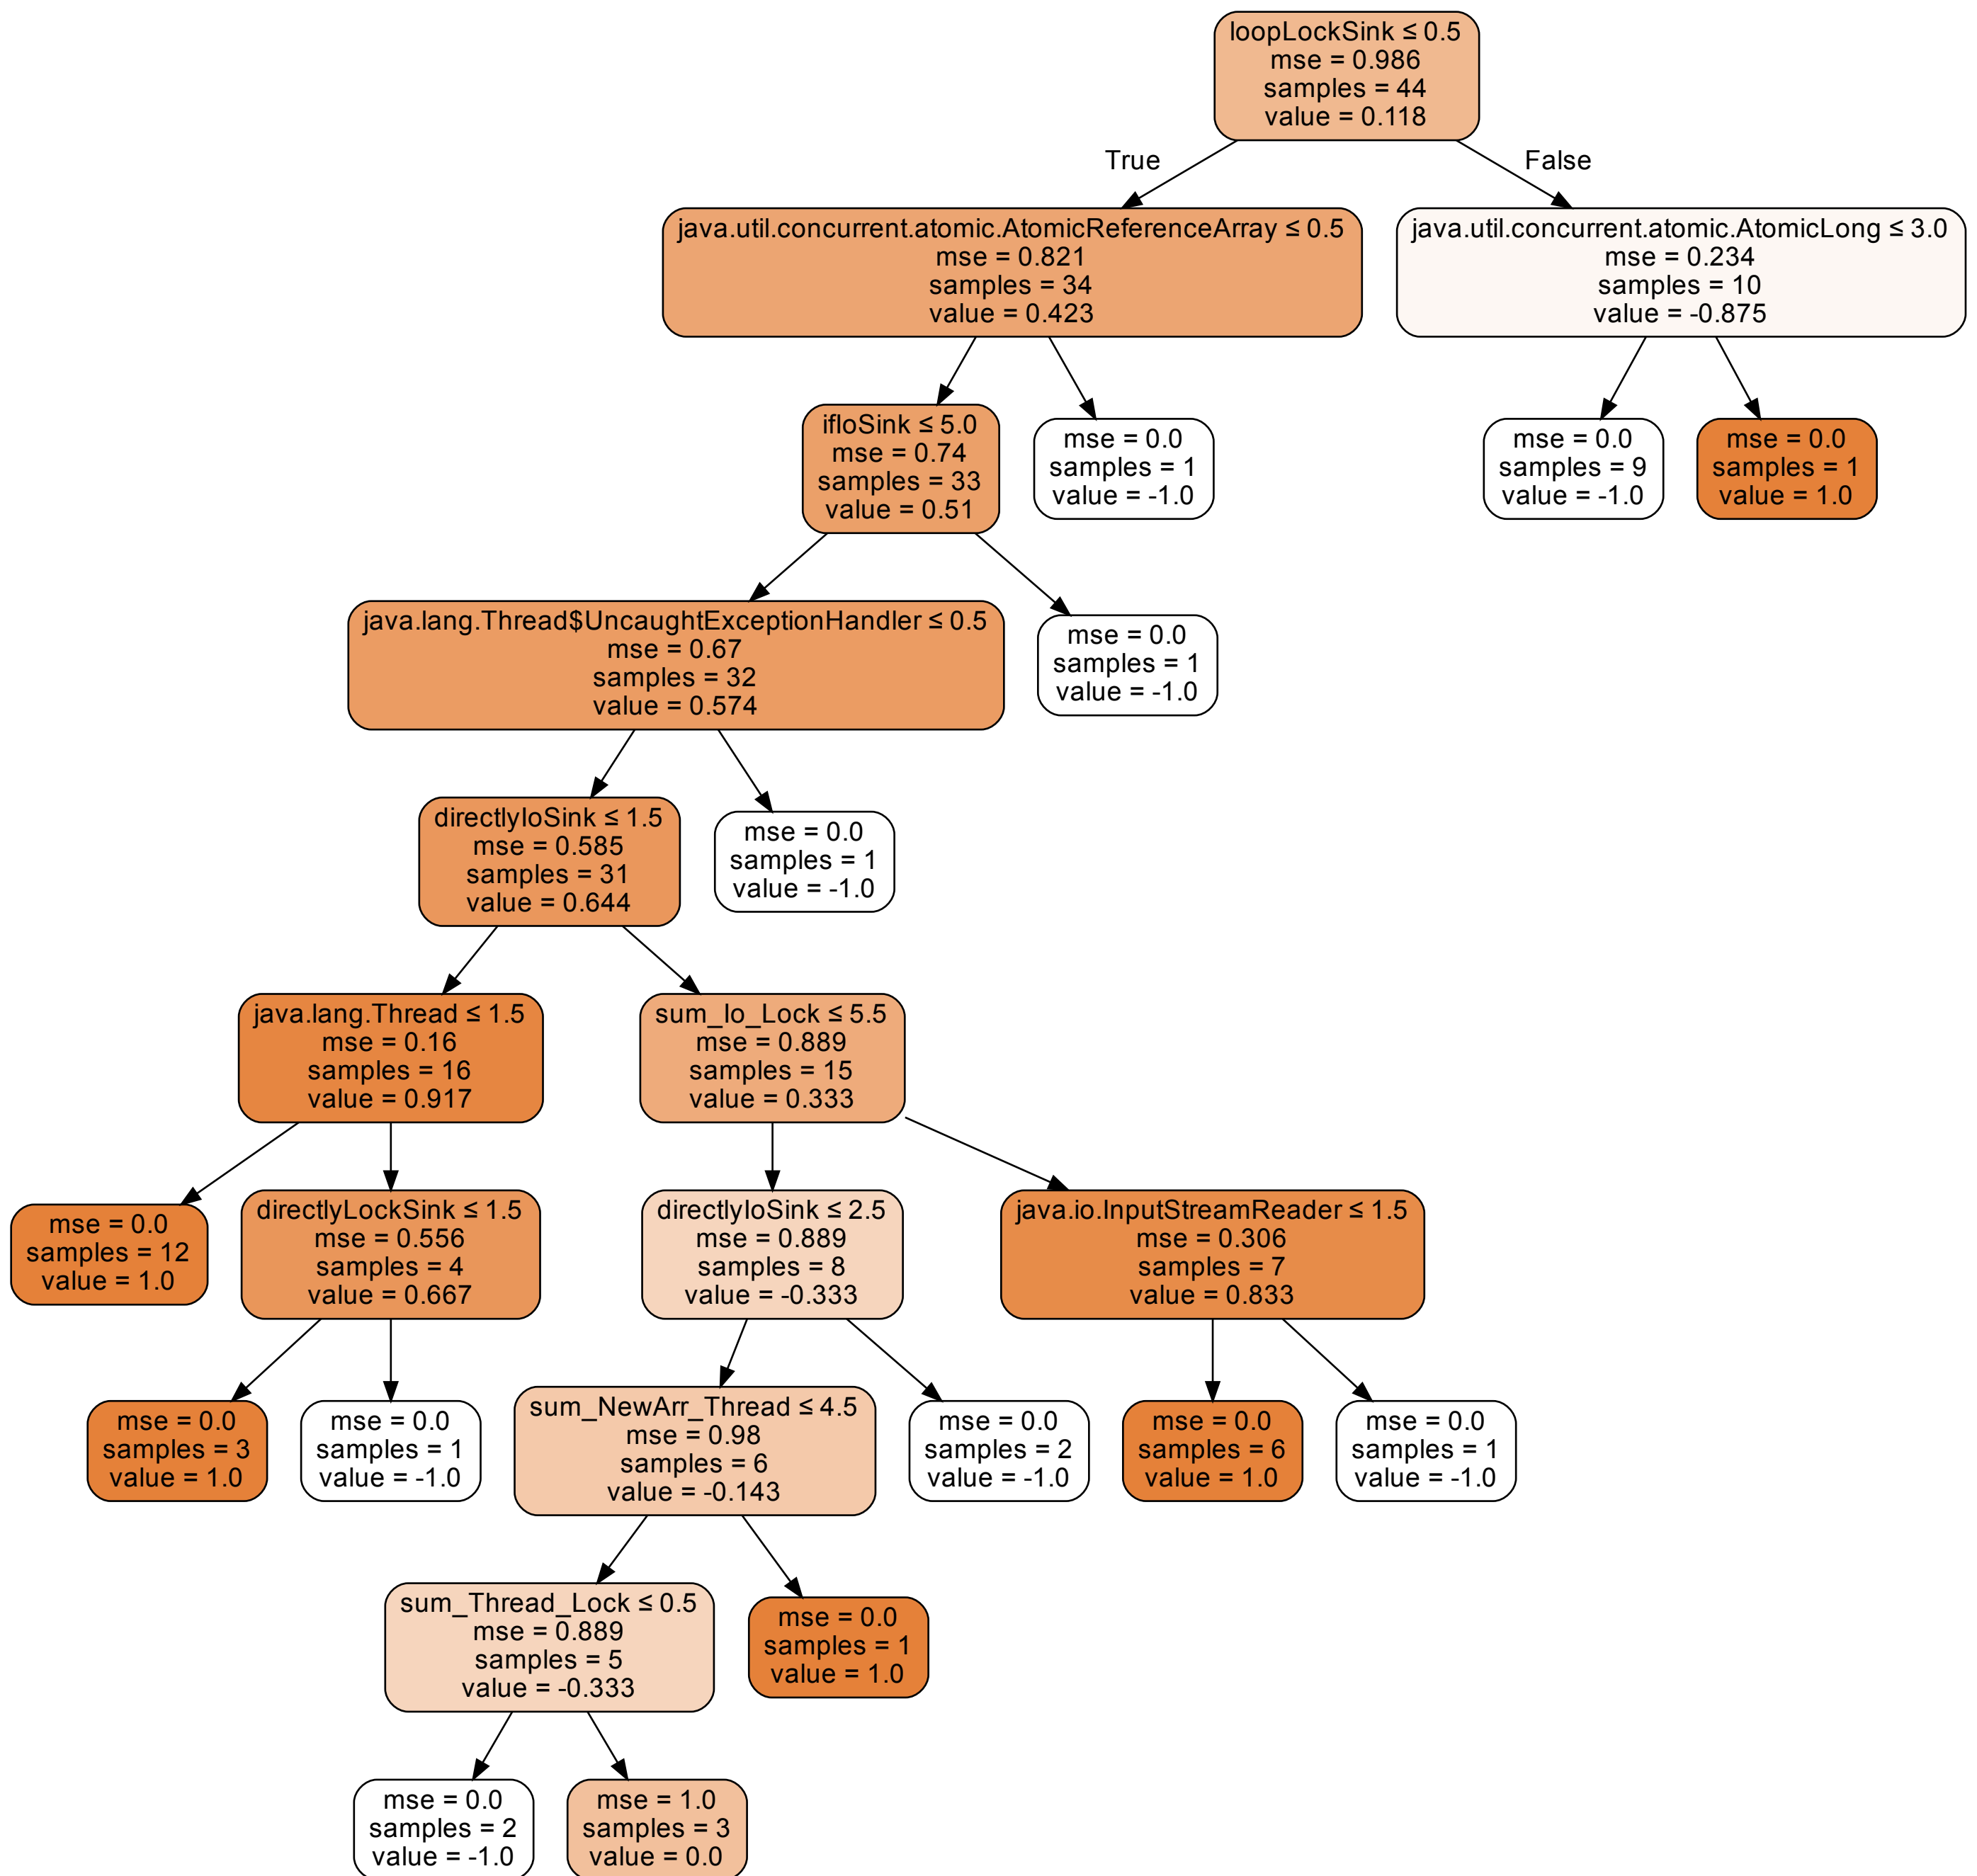 loopLockSink ≤ 0.5
mse = 0.986
samples = 44
value = 0.118
True
False
java.util.concurrent.atomic.AtomicReferenceArray ≤ 0.5
mse = 0.821
samples = 34
value = 0.423
java.util.concurrent.atomic.AtomicLong ≤ 3.0
mse = 0.234
samples = 10
value = -0.875
ifIoSink ≤ 5.0
mse = 0.74
samples = 33
value = 0.51
mse = 0.0
samples = 1
value = -1.0
mse = 0.0
samples = 9
value = -1.0
mse = 0.0
samples = 1
value = 1.0
java.lang.Thread$UncaughtExceptionHandler ≤ 0.5
mse = 0.67
samples = 32
value = 0.574
mse = 0.0
samples = 1
value = -1.0
directlyIoSink ≤ 1.5
mse = 0.585
samples = 31
value = 0.644
mse = 0.0
samples = 1
value = -1.0
java.lang.Thread ≤ 1.5
mse = 0.16
samples = 16
value = 0.917
sum_Io_Lock ≤ 5.5
mse = 0.889
samples = 15
value = 0.333
mse = 0.0
samples = 12
value = 1.0
directlyLockSink ≤ 1.5
mse = 0.556
samples = 4
value = 0.667
directlyIoSink ≤ 2.5
mse = 0.889
samples = 8
value = -0.333
java.io.InputStreamReader ≤ 1.5
mse = 0.306
samples = 7
value = 0.833
mse = 0.0
samples = 3
value = 1.0
mse = 0.0
samples = 1
value = -1.0
sum_NewArr_Thread ≤ 4.5
mse = 0.98
samples = 6
value = -0.143
mse = 0.0
samples = 2
value = -1.0
mse = 0.0
samples = 6
value = 1.0
mse = 0.0
samples = 1
value = -1.0
sum_Thread_Lock ≤ 0.5
mse = 0.889
samples = 5
value = -0.333
mse = 0.0
samples = 1
value = 1.0
mse = 0.0
samples = 2
value = -1.0
mse = 1.0
samples = 3
value = 0.0